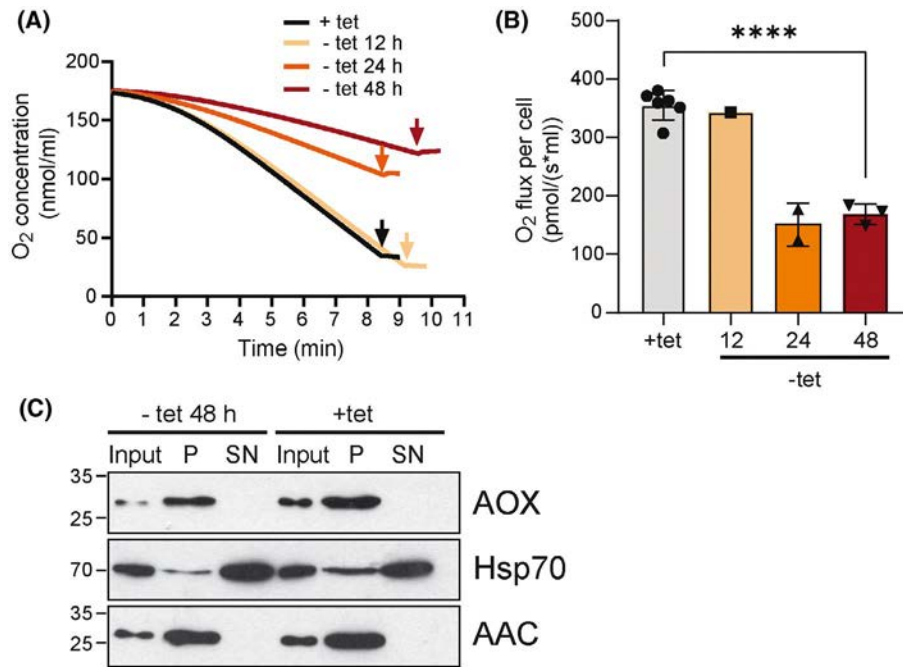 (A)
+ tet
- tet 12 h
- tet 24 h
- tet 48 h
O2 concentration
(nmol/ml)
200
150
100
50
0
0 1 2 3 4 5 6 7 8 9 10 11
Time (min)
(B)
****
O2 flux per cell
(pmol/(s*ml))
500
400
300
200
100
0
+tet 12 24 48
-tet
(C)
- tet 48 h +tet
Input P SN Input P SN
35
25
AOX
70
Hsp70
35
25
AAC